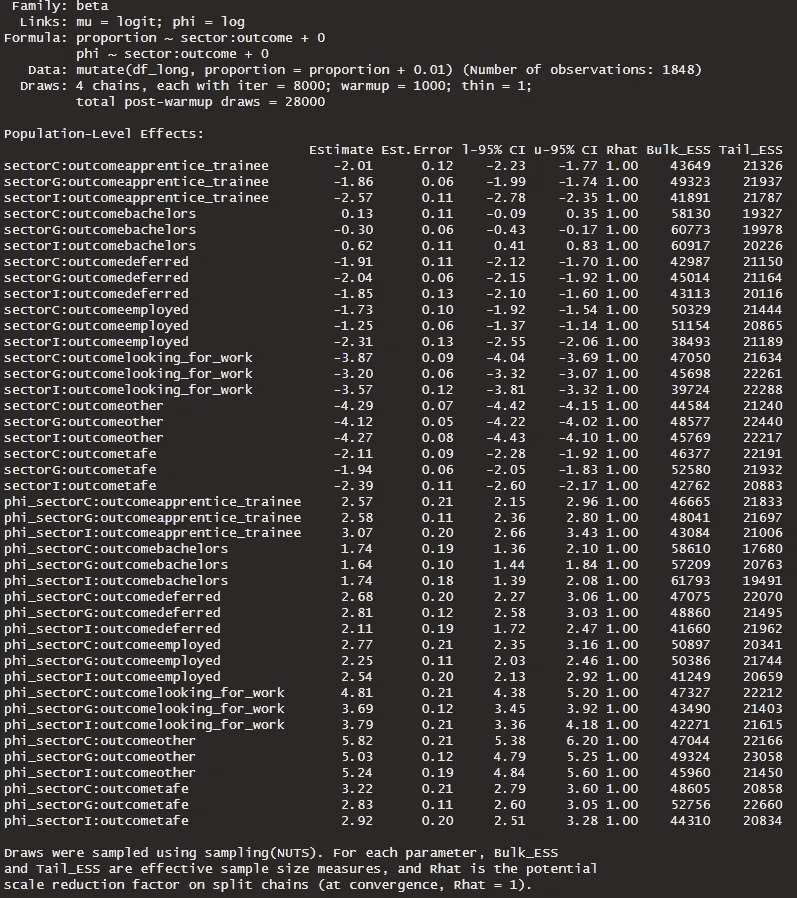 Family: beta
Links: mu = logit; phi = log
Formula: proportion ~ sector:outcome + 0
phi ~ sector:outcome + 0
Data: mutate(df_long, proportion = proportion + 0.01) (Number of observations: 1848)
Draws: 4 chains, each with iter = 8000; warmup = 1000; thin = 1;
total post-warmup draws = 28000
Population-Level Effects:
Estimate Est.Error l-95% CI u-95% CI Rhat Bulk_ESS Tail_ESS
sectorC:outcomeapprentice_trainee -2.01 0.12 -2.23 -1.77 1.00 43649 21326
sectorG:outcomeapprentice_trainee -1.86 0.06 -1.99 -1.74 1.00 49323 21937
sectorI:outcomeapprentice_trainee -2.57 0.11 -2.78 -2.35 1.00 41891 21787
sectorC:outcomebachelors 0.13 0.11 -0.09 0.35 1.00 58130 19327
sectorG:outcomebachelors -0.30 0.06 -0.43 -0.17 1.00 60773 19978
sectorI:outcomebachelors 0.62 0.11 0.41 0.83 1.00 60917 20226
sectorC:outcomedeferred -1.91 0.11 -2.12 -1.70 1.00 42987 21150
sectorG:outcomedeferred -2.04 0.06 -2.15 -1.92 1.00 45014 21164
sectorI:outcomedeferred -1.85 0.13 -2.10 -1.60 1.00 43113 20116
sectorC:outcomeemployed -1.73 0.10 -1.92 -1.54 1.00 50329 21444
sectorG:outcomeemployed -1.25 0.06 -1.37 -1.14 1.00 51154 20865
sectorI:outcomeemployed -2.31 0.13 -2.55 -2.06 1.00 38493 21189
sectorC:outcomelooking_for_work -3.87 0.09 -4.04 -3.69 1.00 47050 21634
sectorG:outcomelooking_for_work -3.20 0.06 -3.32 -3.07 1.00 45698 22261
sectorI:outcomelooking_for_work -3.57 0.12 -3.81 -3.32 1.00 39724 22288
sectorC:outcomeother -4.29 0.07 -4.42 -4.15 1.00 44584 21240
sectorG:outcomeother -4.12 0.05 -4.22 -4.02 1.00 48577 22440
sectorI:outcomeother -4.27 0.08 -4.43 -4.10 1.00 45769 22217
sectorC:outcometafe -2.11 0.09 -2.28 -1.92 1.00 46377 22191
sectorG:outcometafe -1.94 0.06 -2.05 -1.83 1.00 52580 21932
sectorI:outcometafe -2.39 0.11 -2.60 -2.17 1.00 42762 20883
phi_sectorC:outcomeapprentice_trainee 2.57 0.21 2.15 2.96 1.00 46665 21833
phi_sectorG:outcomeapprentice_trainee 2.58 0.11 2.36 2.80 1.00 48041 21697
phi_sectorI:outcomeapprentice_trainee 3.07 0.20 2.66 3.43 1.00 43084 21006
phi_sectorC:outcomebachelors 1.74 0.19 1.36 2.10 1.00 58610 17680
phi_sectorG:outcomebachelors 1.64 0.10 1.44 1.84 1.00 57209 20763
phi_sectorI:outcomebachelors 1.74 0.18 1.39 2.08 1.00 61793 19491
phi_sectorC:outcomedeferred 2.68 0.20 2.27 3.06 1.00 47075 22070
phi_sectorG:outcomedeferred 2.81 0.12 2.58 3.03 1.00 48860 21495
phi_sectorI:outcomedeferred 2.11 0.19 1.72 2.47 1.00 41660 21962
phi_sectorC:outcomeemployed 2.77 0.21 2.35 3.16 1.00 50897 20341
phi_sectorG:outcomeemployed 2.25 0.11 2.03 2.46 1.00 50386 21744
phi_sectorI:outcomeemployed 2.54 0.20 2.13 2.92 1.00 41249 20659
phi_sectorC:outcomelooking_for_work 4.81 0.21 4.38 5.20 1.00 47327 22212
phi_sectorG:outcomelooking_for_work 3.69 0.12 3.45 3.92 1.00 43490 21403
phi_sectorI:outcomelooking_for_work 3.79 0.21 3.36 4.18 1.00 42271 21615
phi_sectorC:outcomeother 5.82 0.21 5.38 6.20 1.00 47044 22166
phi_sectorG:outcomeother 5.03 0.12 4.79 5.25 1.00 49324 23058
phi_sectorI:outcomeother 5.24 0.19 4.84 5.60 1.00 45960 21450
phi_sectorC:outcometafe 3.22 0.21 2.79 3.60 1.00 48605 20858
phi_sectorG:outcometafe 2.83 0.11 2.60 3.05 1.00 52756 22660
phi_sectorI:outcometafe 2.92 0.20 2.51 3.28 1.00 44310 20834
Draws were sampled using sampling(NUTS). For each parameter, Bulk_ESS
and Tail_ESS are effective sample size measures, and Rhat is the potential
scale reduction factor on split chains (at convergence, Rhat = 1).